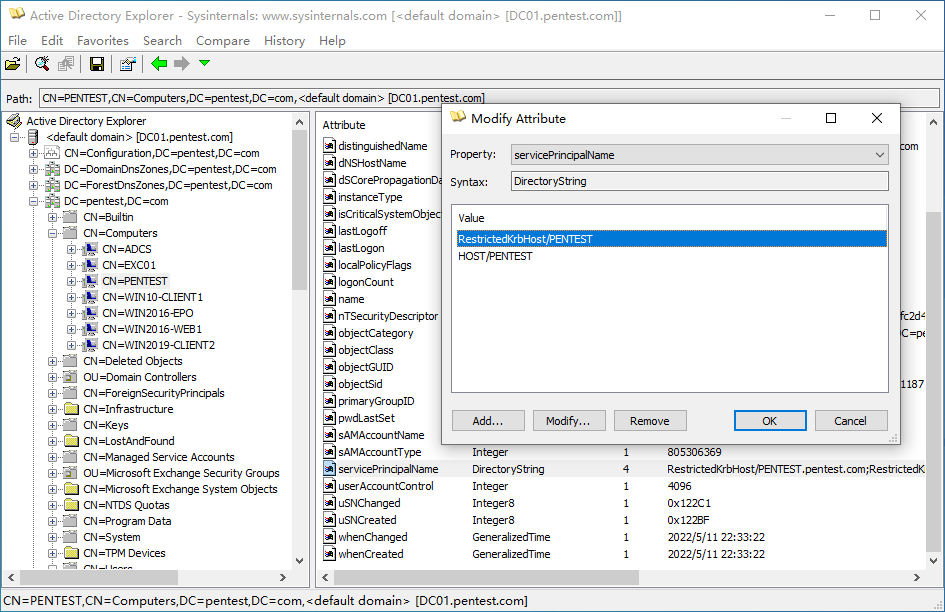 Active Directory Explorer - Sysinternals: www.sysinternals.com [<default domain> [DC01.pentest.com]]
File Edit Favorites Search Compare History Help
Path: CN=PENTEST,CN=Computers,DC=pentest,DC=com,<default domain> [DC01.pentest.com]
Active Directory Explorer
<default domain> [DC01.pentest.com]
CN=Configuration,DC=pentest,DC=com
DC=DomainDnsZones,DC=pentest,DC=com
DC=ForestDnsZones,DC=pentest,DC=com
DC=pentest,DC=com
CN=Builtin
CN=Computers
CN=ADCS
CN=EXC01
CN=PENTEST
CN=WIN10-CLIENT1
CN=WIN2016-EPO
CN=WIN2016-WEB1
CN=WIN2019-CLIENT2
CN=Deleted Objects
OU=Domain Controllers
CN=ForeignSecurityPrincipals
CN=Infrastructure
CN=Keys
CN=LostAndFound
CN=Managed Service Accounts
OU=Microsoft Exchange Security Groups
CN=Microsoft Exchange System Objects
CN=NTDS Quotas
CN=Program Data
CN=System
CN=TPM Devices
CN=Users
Attribute
distinguishedName com
dNSHostName
dSCorePropagationDa
instanceType
isCriticalSystemObjec
lastLogoff
lastLogon
localPolicyFlags
logonCount
name
nTSecurityDescriptor fc2d4
objectCategory DC=pe
objectClass
objectGUID
objectSid 1187
primaryGroupID
pwdLastSet
sAMAccountName
sAMAccountType Integer 1 805306369
servicePrincipalName DirectoryString 4 RestrictedKrbHost/PENTEST.pentest.com;RestrictedK
userAccountControl Integer 1 4096
uSNChanged Integer8 1 0x122C1
uSNCreated Integer8 1 0x122BF
whenChanged GeneralizedTime 1 2022/5/11 22:33:22
whenCreated GeneralizedTime 1 2022/5/11 22:33:22
Modify Attribute
Property: servicePrincipalName
Syntax: DirectoryString
Value
RestrictedKrbHost/PENTEST
HOST/PENTEST
Add... Modify... Remove OK Cancel
CN=PENTEST,CN=Computers,DC=pentest,DC=com,<default domain> [DC01.pentest.com]